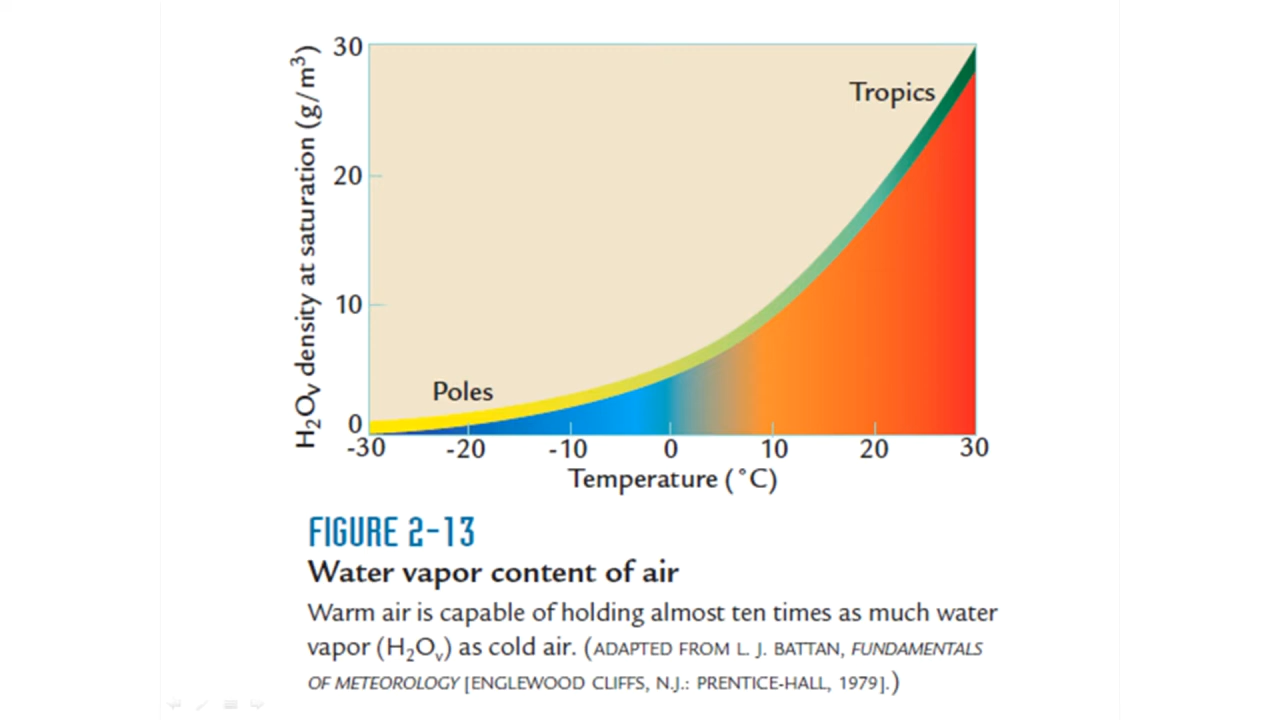 30
Tropics
20
10
Poles
0
-30 -20 -10 0 10 20 30
H₂Oᵥ density at saturation (g/m³)
Temperature (°C)
FIGURE 2-13
Water vapor content of air
Warm air is capable of holding almost ten times as much water
vapor (H₂Oᵥ) as cold air. (ADAPTED FROM L. J. BATTAN, FUNDAMENTALS
OF METEOROLOGY [ENGLEWOOD CLIFFS, N.J.: PRENTICE-HALL, 1979].)